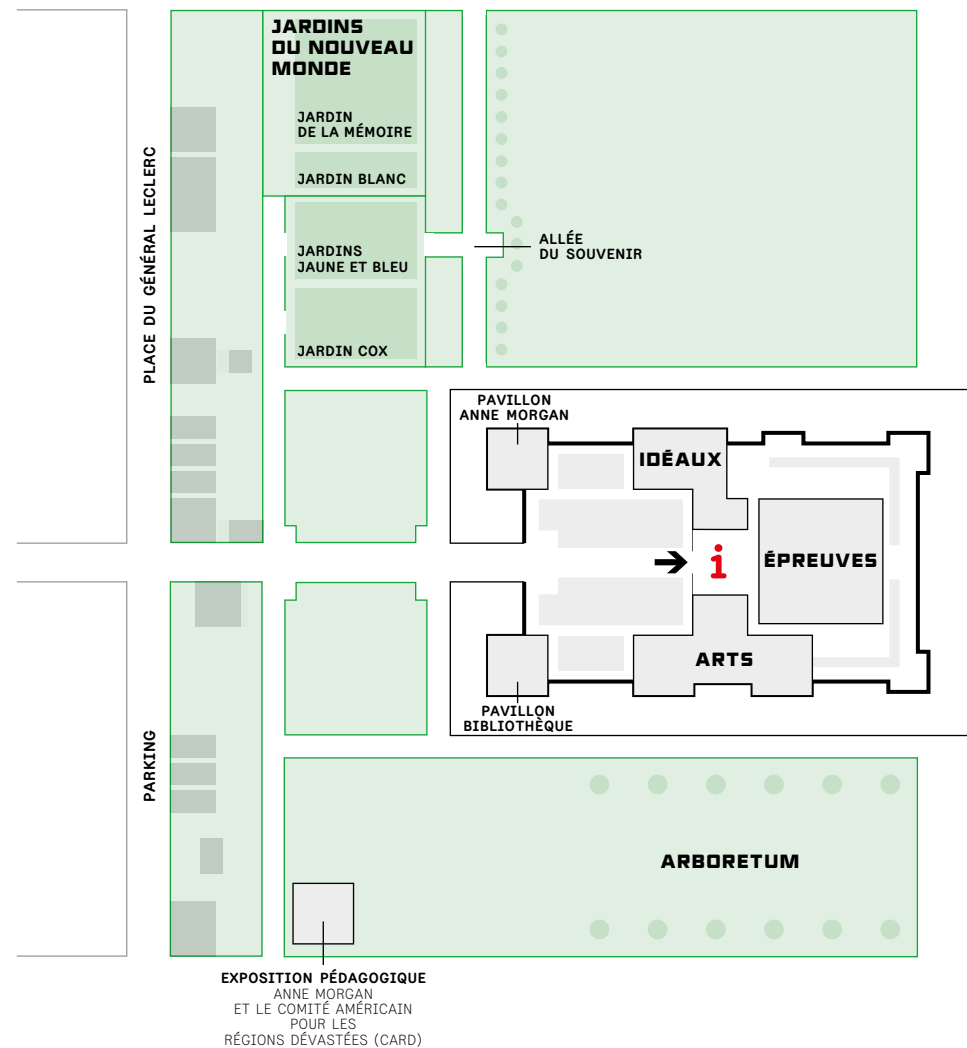 JARDINS
DU NOUVEAU
MONDE
JARDIN
DE LA MÉMOIRE
JARDIN BLANC
JARDINS
JAUNE ET BLEU
JARDIN COX
ALLÉE
DU SOUVENIR
PLACE DU GÉNÉRAL LECLERC
PAVILLON
ANNE MORGAN
IDÉAUX
i
ÉPREUVES
ARTS
PAVILLON
BIBLIOTHÈQUE
PARKING
ARBORETUM
EXPOSITION PÉDAGOGIQUE
ANNE MORGAN
ET LE COMITÉ AMÉRICAIN
POUR LES
RÉGIONS DÉVASTÉES (CARD)